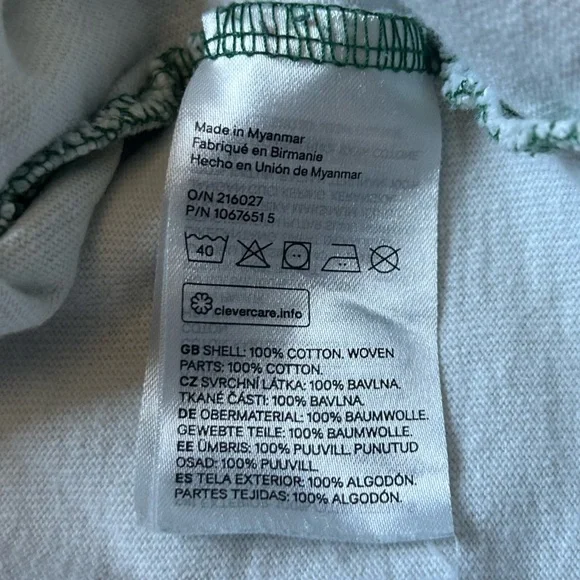 Made in Myanmar
Fabriqué en Birmanie
Hecho en Unión de Myanmar
O/N 216027
P/N 1067651 5
40
clevercare.info
GB SHELL: 100% COTTON. WOVEN
PARTS: 100% COTTON.
CZ SVRCHNÍ LÁTKA: 100% BAVLNA.
TKANÉ ČÁSTI: 100% BAVLNA.
DE OBERMATERIAL: 100% BAUMWOLLE.
GEWEBTE TEILE: 100% BAUMWOLLE.
EE ÜMBRIS: 100% PUUVILL. PUNUTUD
OSAD: 100% PUUVILL.
ES TELA EXTERIOR: 100% ALGODÓN.
PARTES TEJIDAS: 100% ALGODÓN.